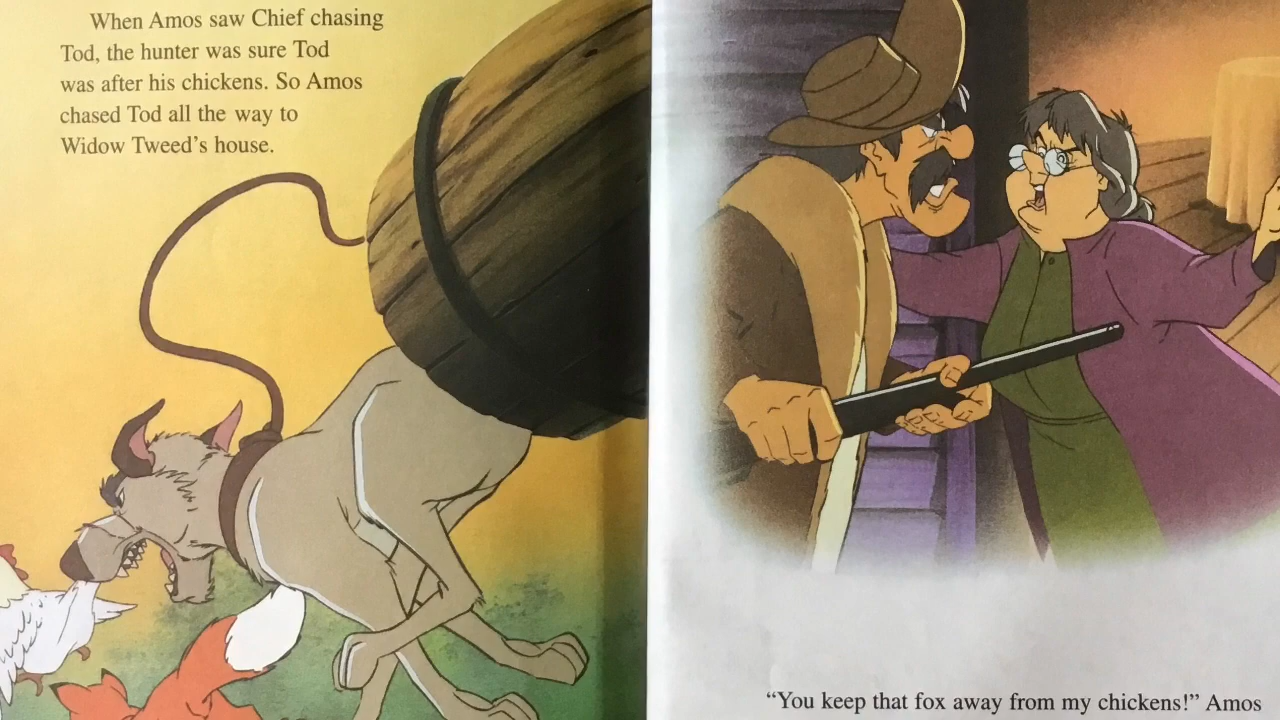 When Amos saw Chief chasing
Tod, the hunter was sure Tod
was after his chickens. So Amos
chased Tod all the way to
Widow Tweed’s house.
“You keep that fox away from my chickens!” Amos